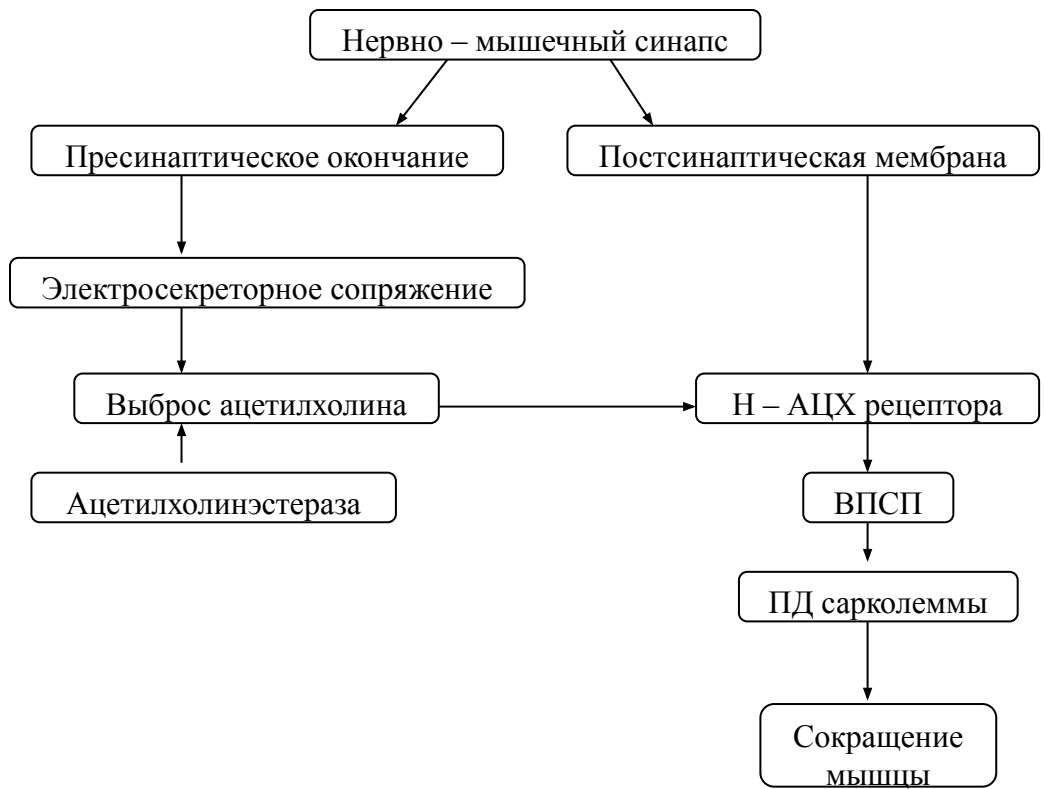 Нервно – мышечный синапс
Пресинаптическое окончание
Постсинаптическая мембрана
Электросекреторное сопряжение
Выброс ацетилхолина
Н – АЦХ рецептора
Ацетилхолинэстераза
ВПСП
ПД сарколеммы
Сокращение
мышцы